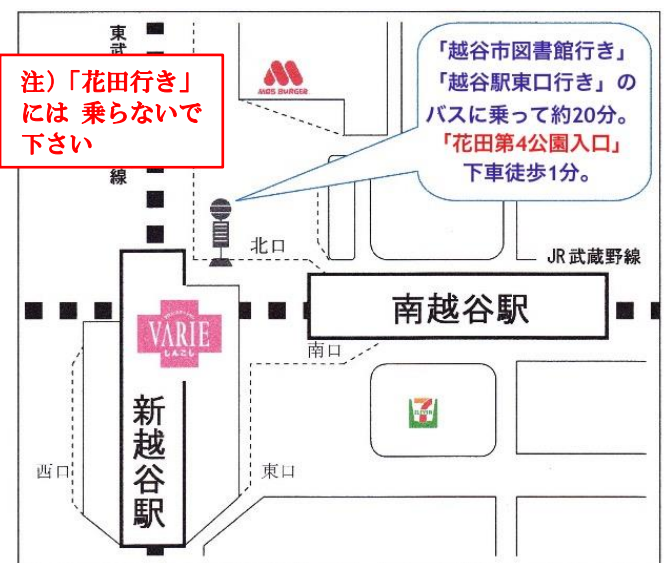 東武
線
注）「花田行き」
には 乗らないで
下さい
MOS BURGER
「越谷市図書館行き」
「越谷駅東口行き」の
バスに乗って約20分。
「花田第4公園入口」
下車徒歩1分。
北口
JR武蔵野線
南越谷駅
VARIE
しんこし
南口
新越谷駅
7
ELEVEN
西口
東口